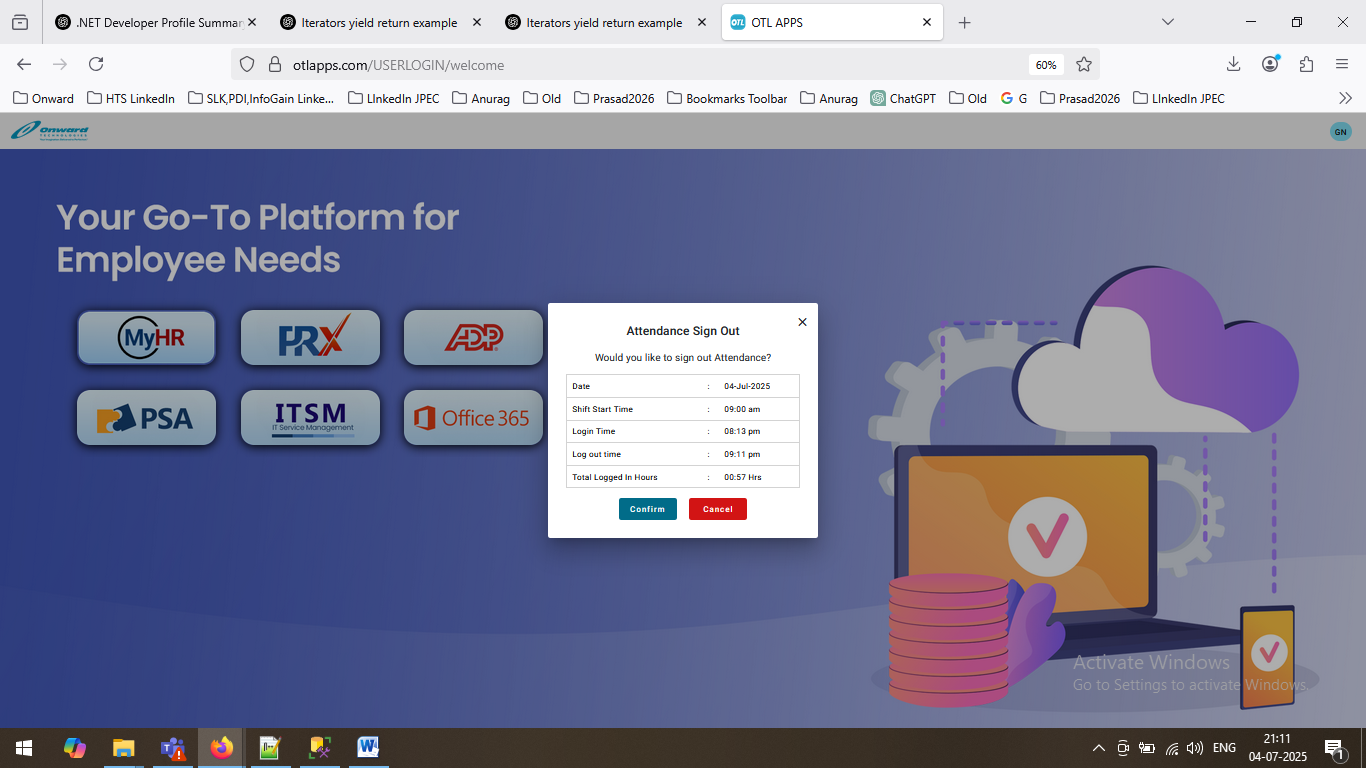 .NET Developer Profile Summary
Iterators yield return example
Iterators yield return example
OTL APPS
otlapps.com/USERLOGIN/welcome
60%
Onward
HTS LinkedIn
SLK,PDI,InfoGain Linke...
LInkedIn JPEC
Anurag
Old
Prasad2026
Bookmarks Toolbar
Anurag
ChatGPT
Old
G
Prasad2026
LInkedIn JPEC
Onward
TECHNOLOGIES
GN
Your Go-To Platform for
Employee Needs
MyHR
PRX
ADP
PSA
ITSM
IT Service Management
Office 365
Attendance Sign Out
Would you like to sign out Attendance?
Date : 04-Jul-2025
Shift Start Time : 09:00 am
Login Time : 08:13 pm
Log out time : 09:11 pm
Total Logged In Hours : 00:57 Hrs
Confirm
Cancel
Activate Windows
Go to Settings to activate Windows.
ENG
21:11
04-07-2025
1